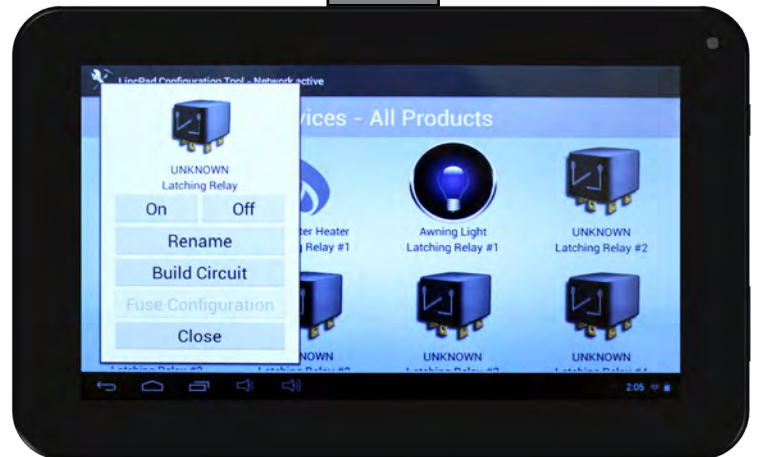 LincPad Configuration Tool - Network active
vices - All Products
UNKNOWN
Latching Relay
On Off
Rename
Build Circuit
Fuse Configuration
Close
ter Heater
Relay #1
Awning Light
Latching Relay #1
UNKNOWN
Latching Relay #2
NOWN
UNKNOWN
UNKNOWN
2:05